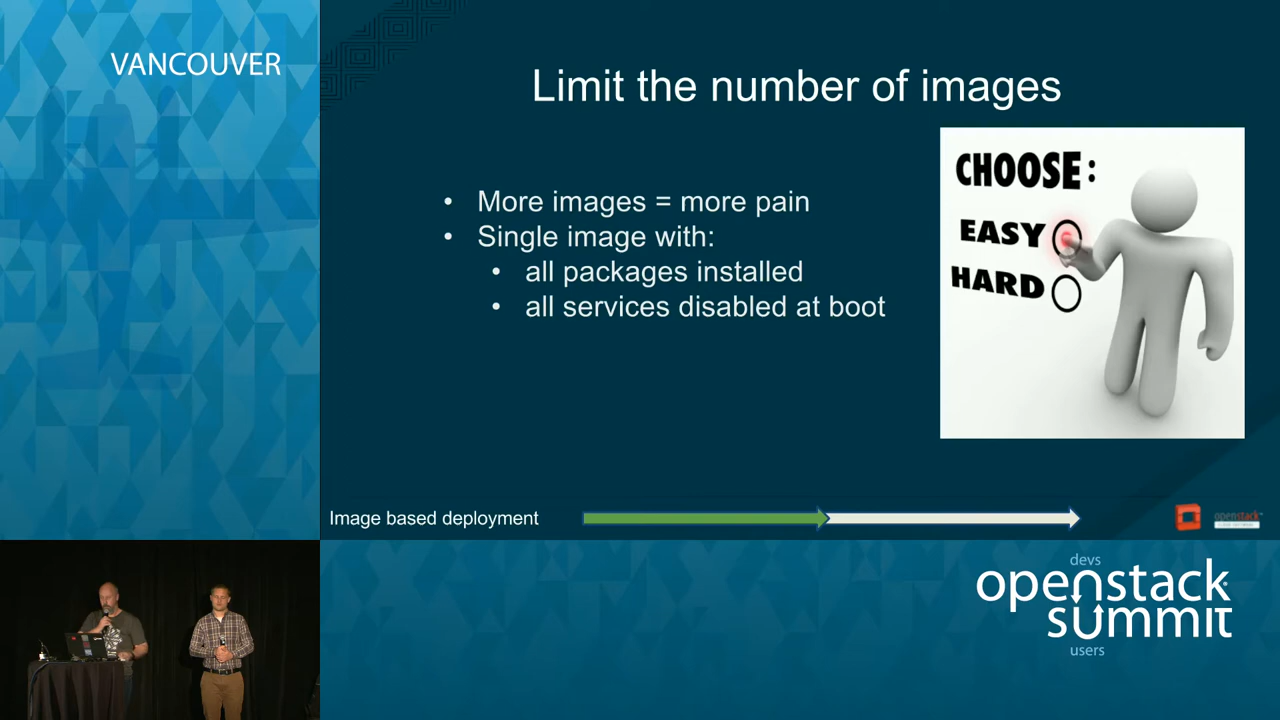 VANCOUVER
Limit the number of images
• More images = more pain
• Single image with:
• all packages installed
• all services disabled at boot
CHOOSE:
EASY
HARD
Image based deployment
openstack
devs
openstack
summit
users